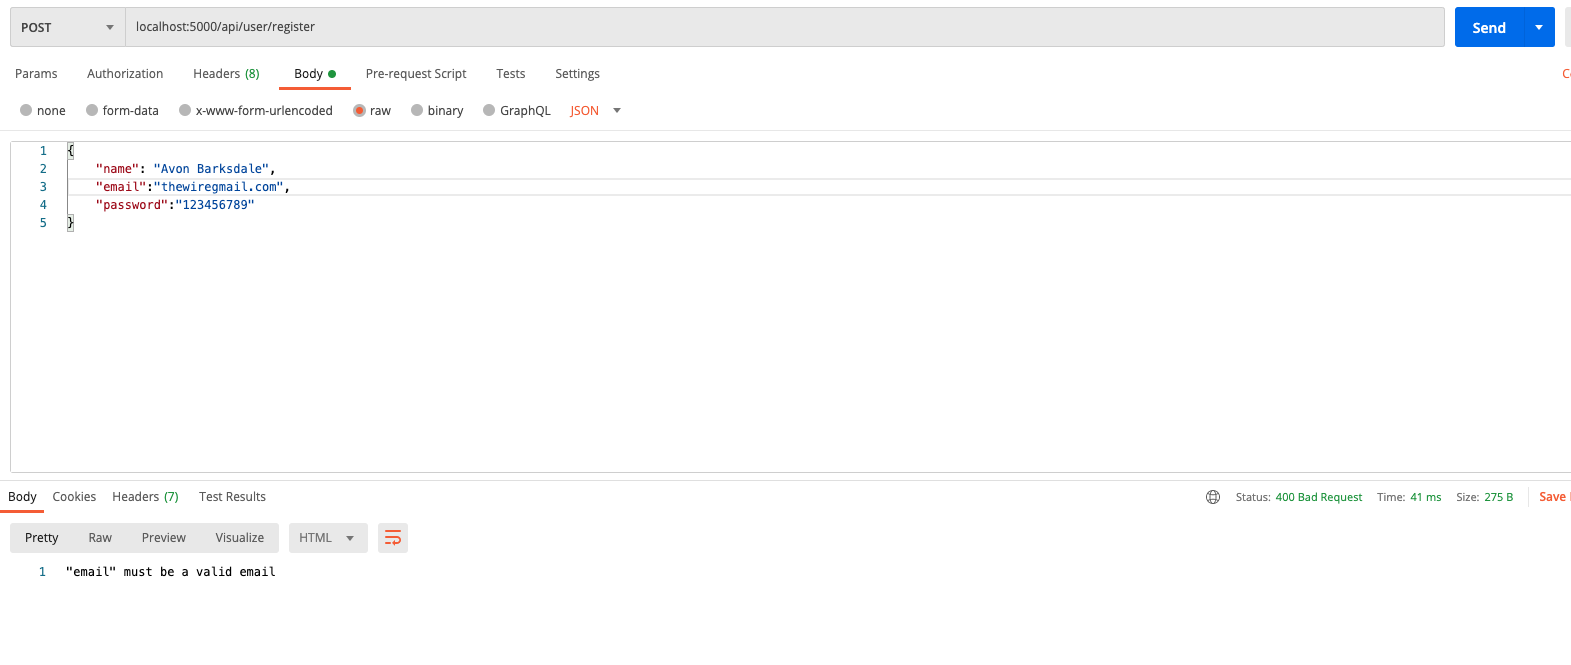 POST localhost:5000/api/user/register Send
Params Authorization Headers (8) Body Pre-request Script Tests Settings
none form-data x-www-form-urlencoded raw binary GraphQL JSON
1 {
2 "name": "Avon Barksdale",
3 "email":"thewiregmail.com",
4 "password":"123456789"
5 }
Body Cookies Headers (7) Test Results Status: 400 Bad Request Time: 41 ms Size: 275 B Save
Pretty Raw Preview Visualize HTML
1 "email" must be a valid email